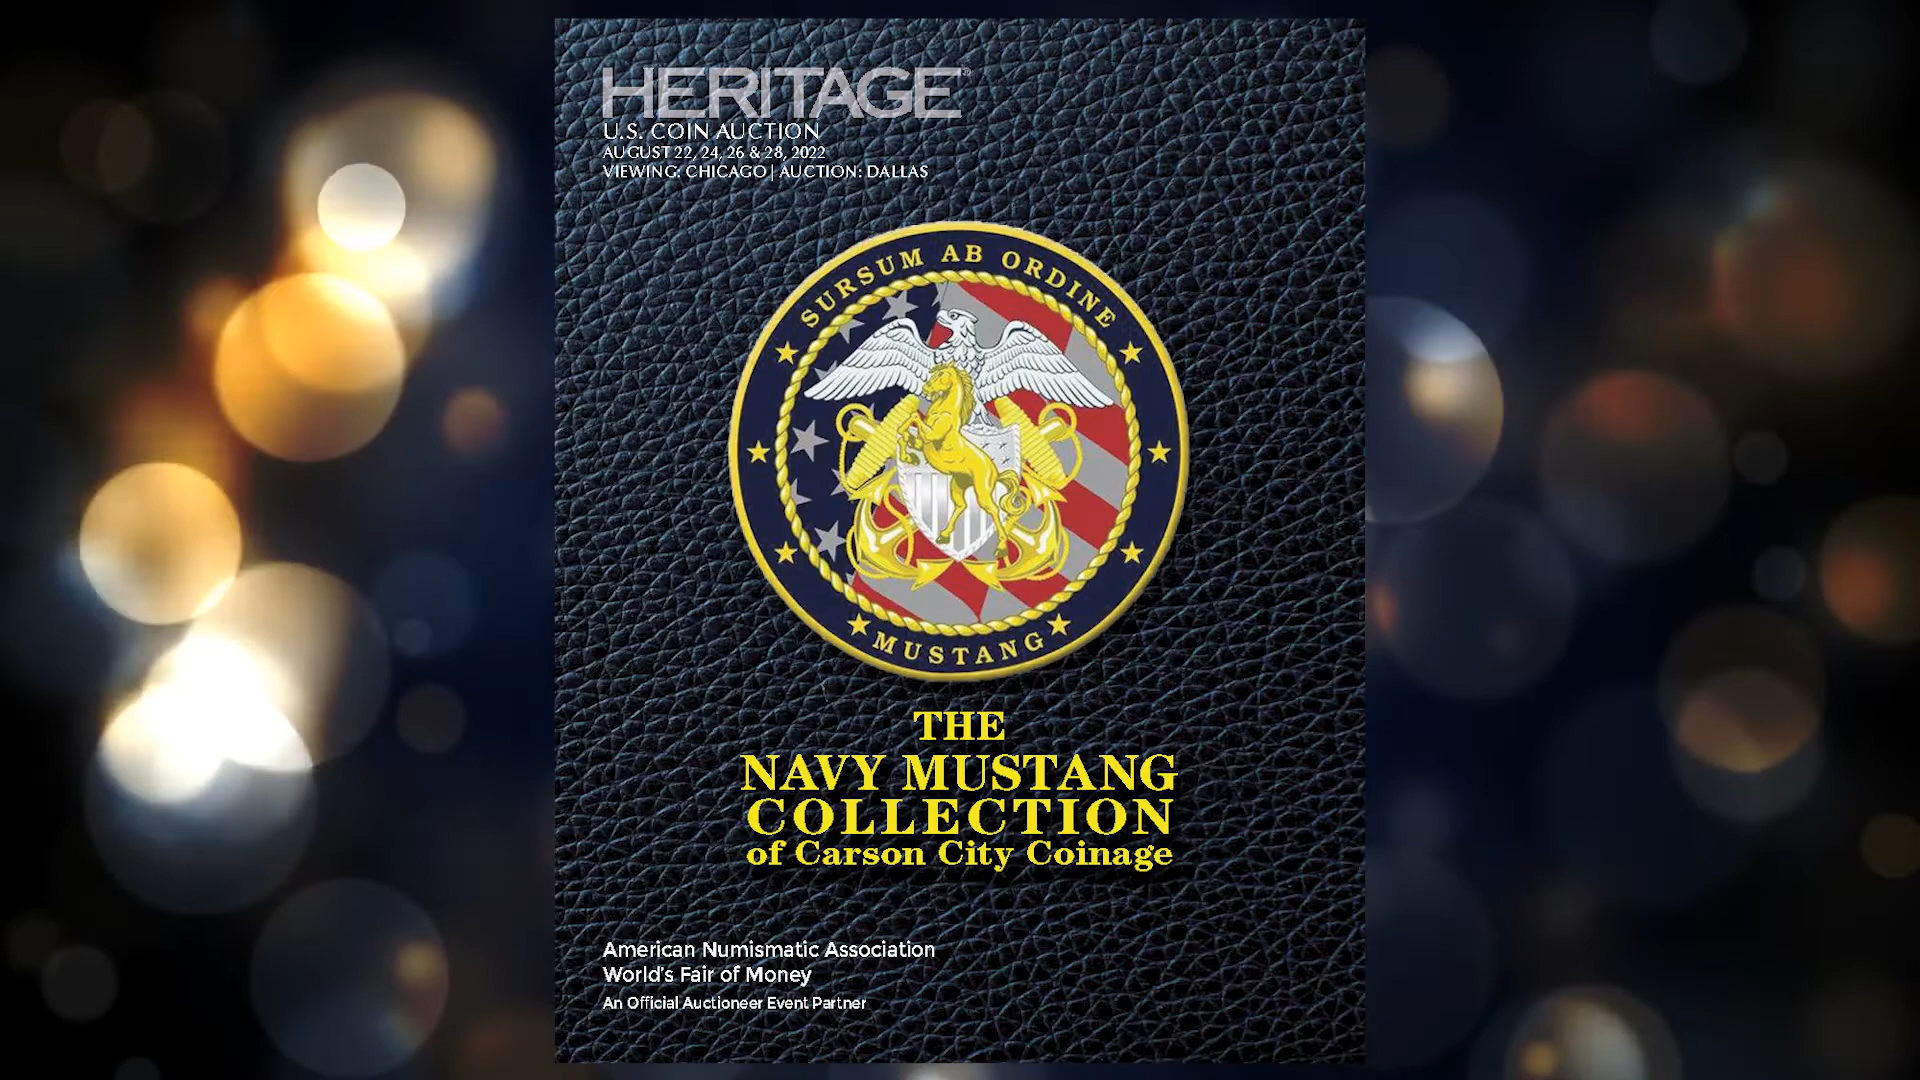 HERITAGE
U.S. COIN AUCTION
AUGUST 22, 24, 26 & 28, 2022
VIEWING: CHICAGO | AUCTION: DALLAS
SURSUM AB ORDINE
MUSTANG
THE
NAVY MUSTANG
COLLECTION
of Carson City Coinage
American Numismatic Association
World's Fair of Money
An Official Auctioneer Event Partner